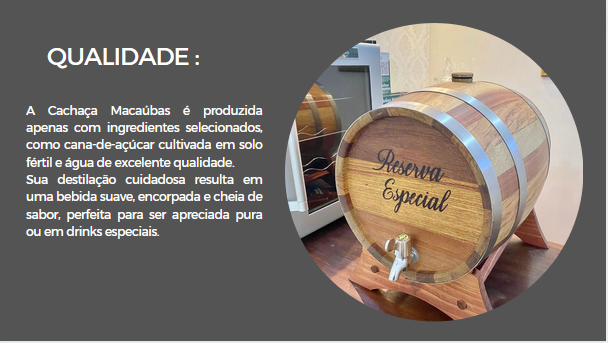 QUALIDADE :
A Cachaça Macaúbas é produzida
apenas com ingredientes selecionados,
como cana-de-açúcar cultivada em solo
fértil e água de excelente qualidade.
Sua destilação cuidadosa resulta em
uma bebida suave, encorpada e cheia de
sabor, perfeita para ser apreciada pura
ou em drinks especiais.
Reserva
Especial